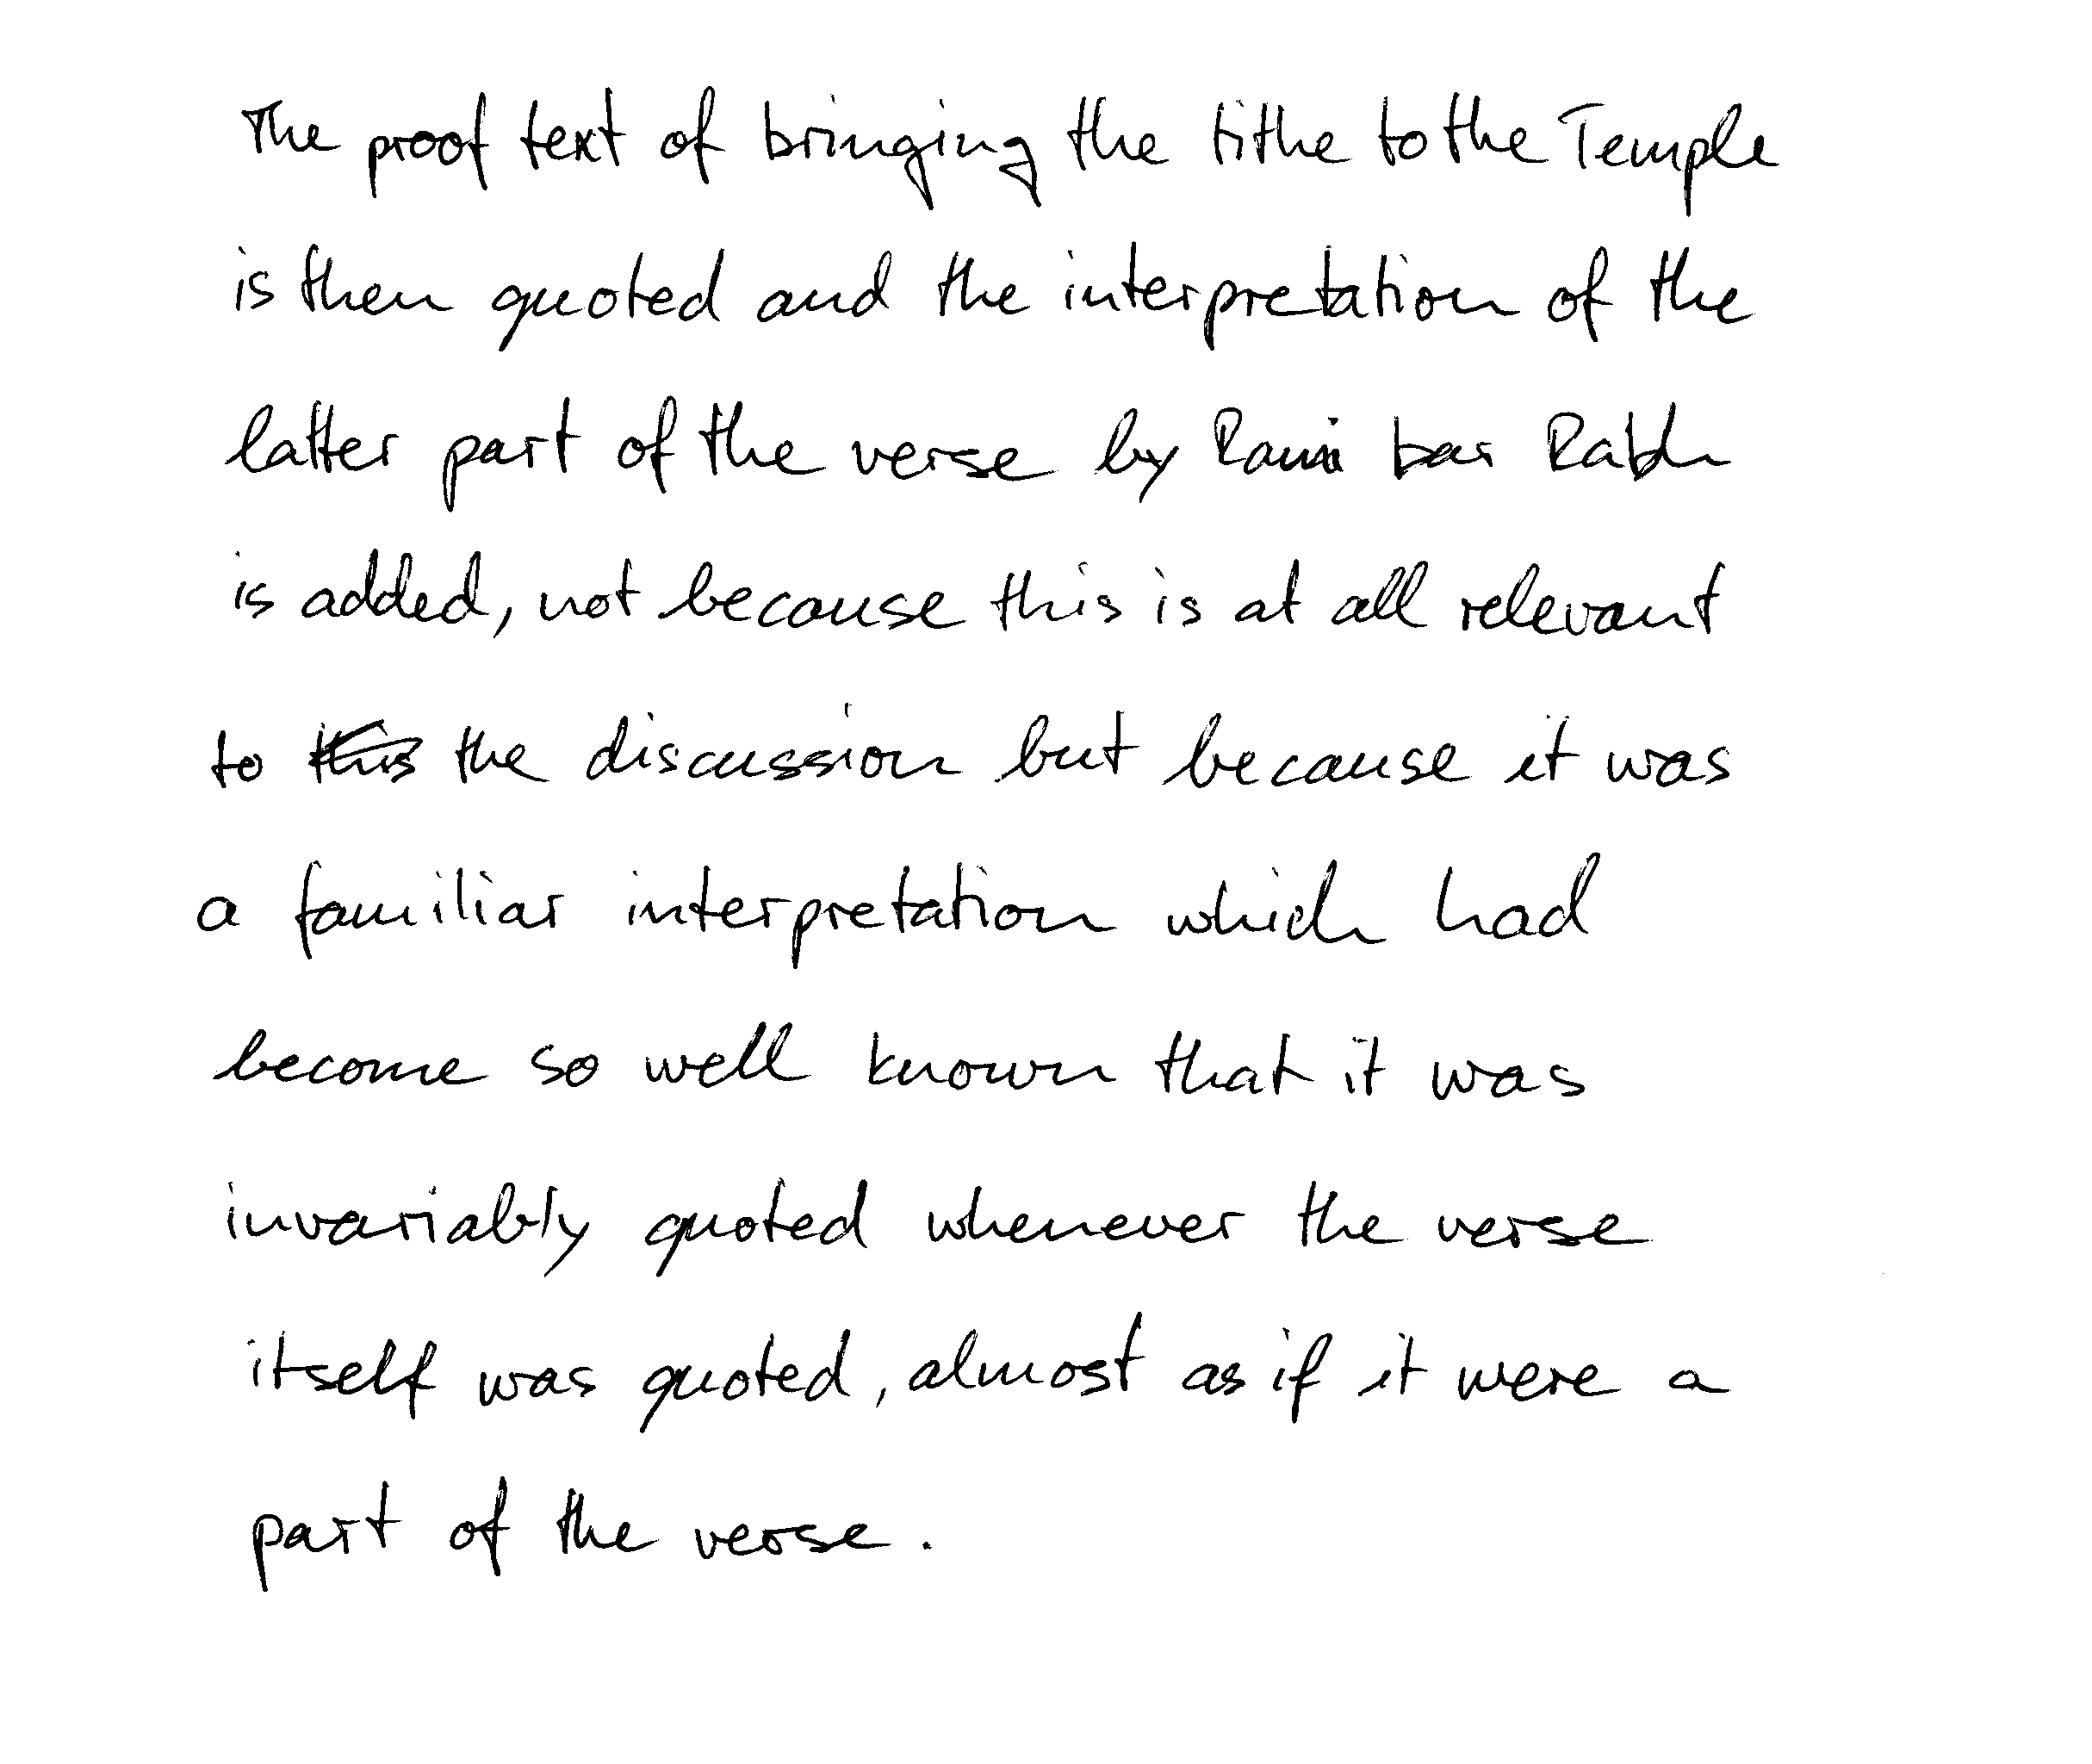 The proof text of bringing the tithe to the Temple
is then quoted and the interpretation of the
latter part of the verse by Rami bar Rabh
is added, not because this is at all relevant
to this the discussion but because it was
a familiar interpretation which had
become so well known that it was
invariably quoted whenever the verse
itself was quoted, almost as if it were a
part of the verse.